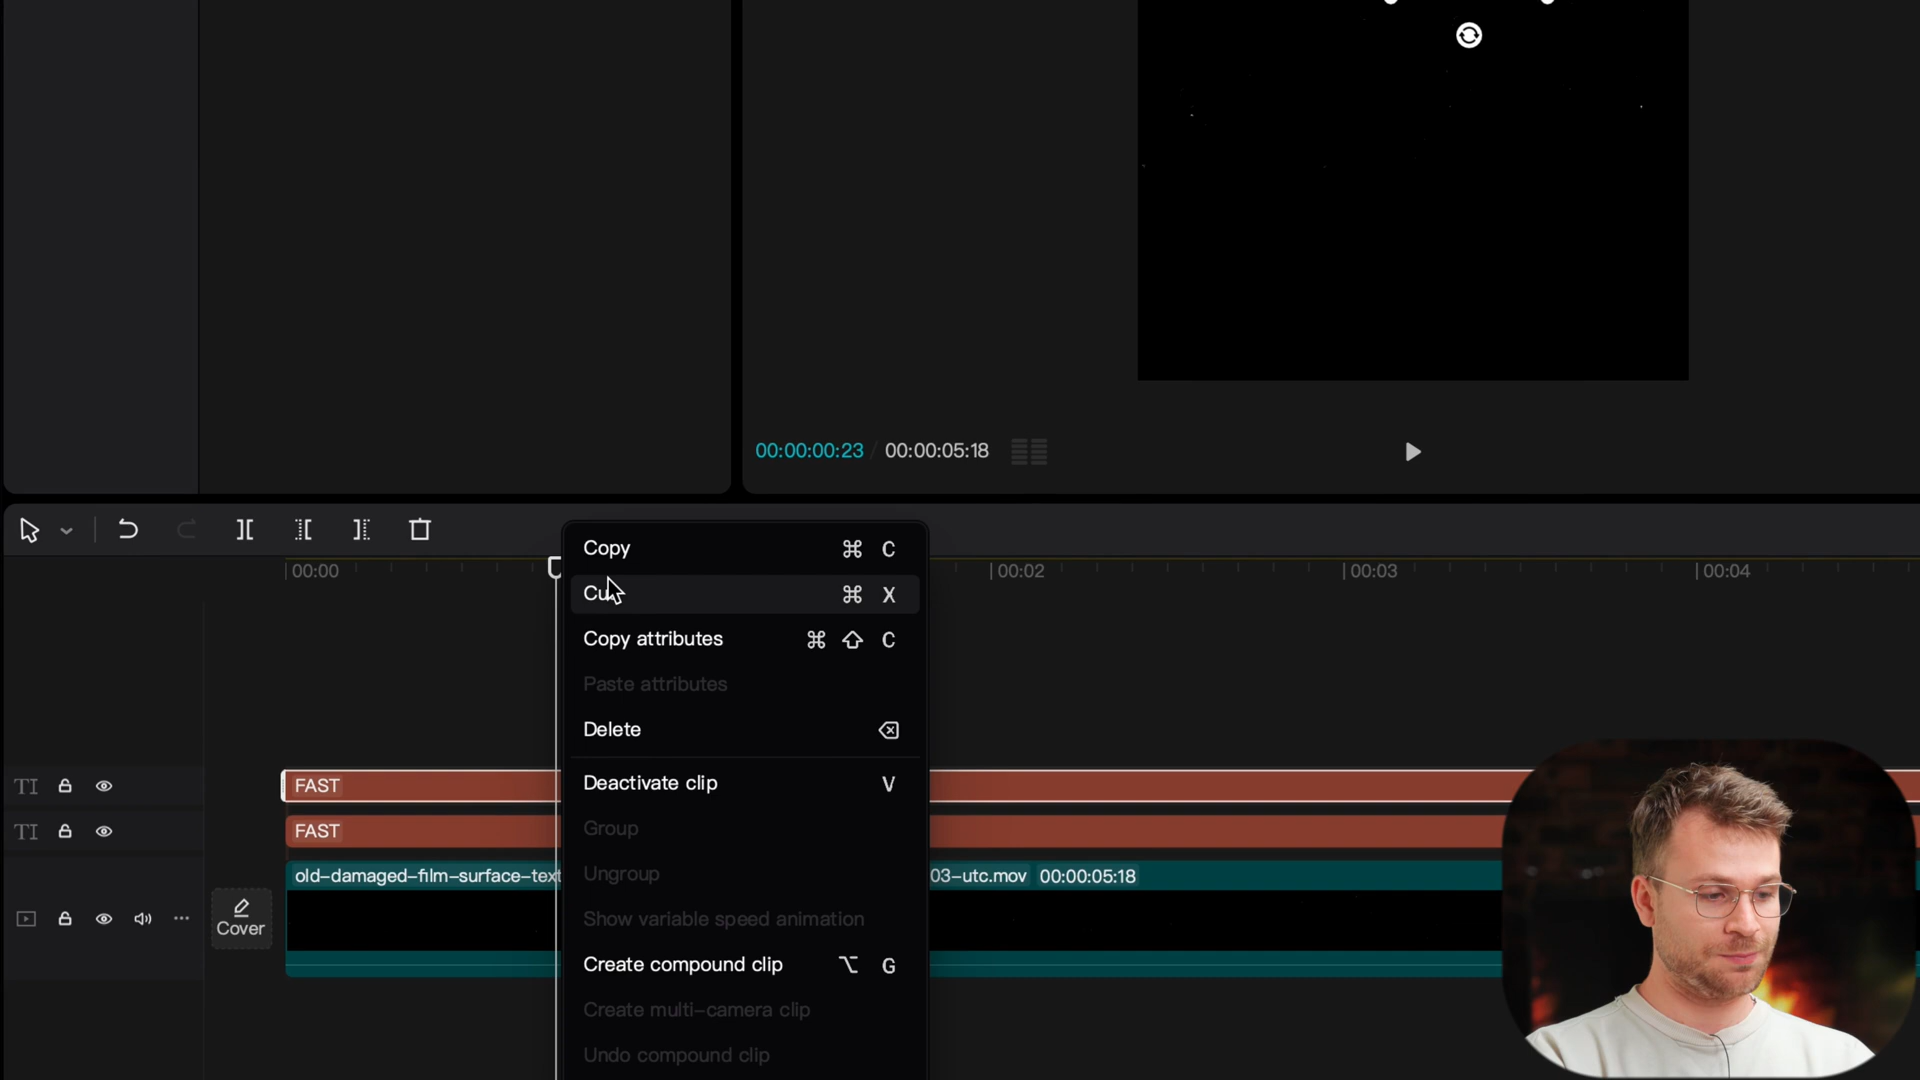 00:00:00:23 / 00:00:05:18
Copy ⌘ C
00:00
00:02
00:03
00:04
⌘ X
Copy attributes ⌘ ⇧ C
Paste attributes
Delete
FAST
Deactivate clip V
FAST
Group
old-damaged-film-surface-text
03-utc.mov 00:00:05:18
Ungroup
Cover
Show variable speed animation
Create compound clip ⌥ G
Create multi-camera clip
Undo compound clip